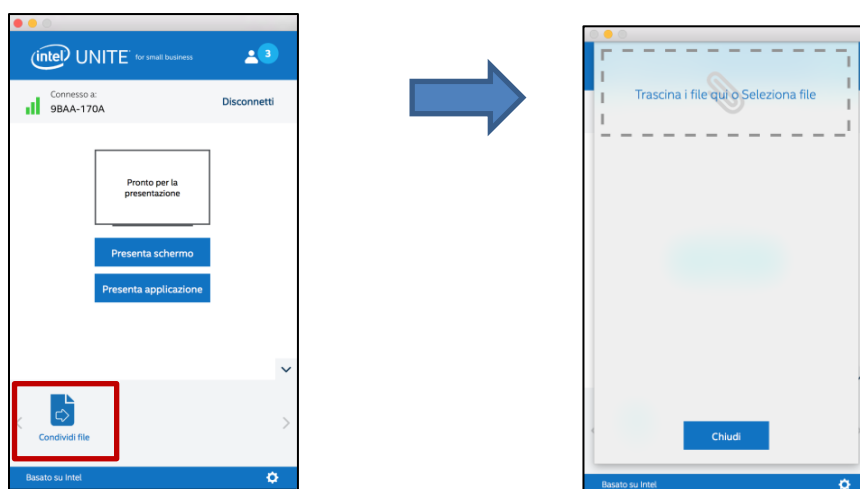 intel UNITE for small business 3
Connesso a:
9BAA-170A
Disconnetti
Pronto per la
presentazione
Presenta schermo
Presenta applicazione
Condividi file
Basato su Intel
Trascina i file qui o Seleziona file
Chiudi
Basato su Intel